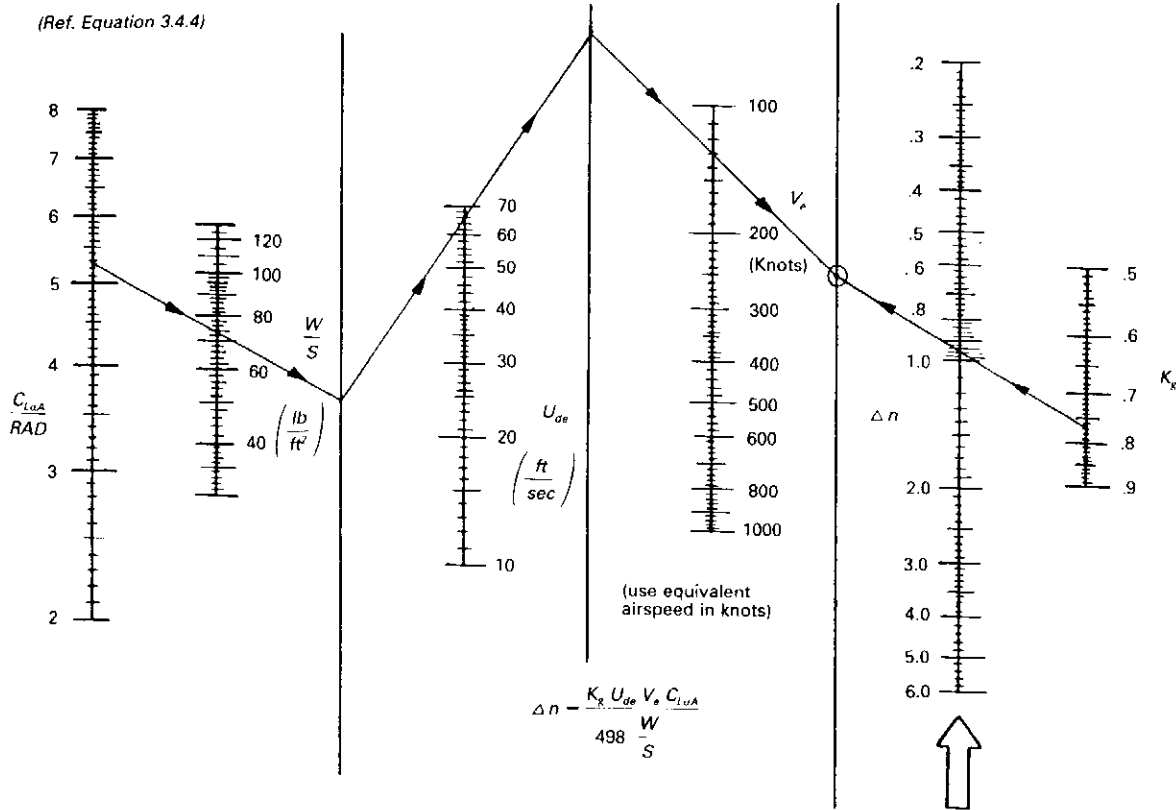 (Ref. Equation 3.4.4)
8
7
6
5
4
3
2
C_LαA
RAD
120
100
80
60
40
W
S
(lb
ft²)
70
60
50
40
30
20
10
U_de
(ft
sec)
100
200
(Knots)
300
400
500
600
800
1000
V_e
(use equivalent
airspeed in knots)
.2
.3
.4
.5
.6
.8
1.0
2.0
3.0
4.0
5.0
6.0
△n
.5
.6
.7
.8
.9
K_g
△n = K_g U_de V_e C_LαA
498 W
S